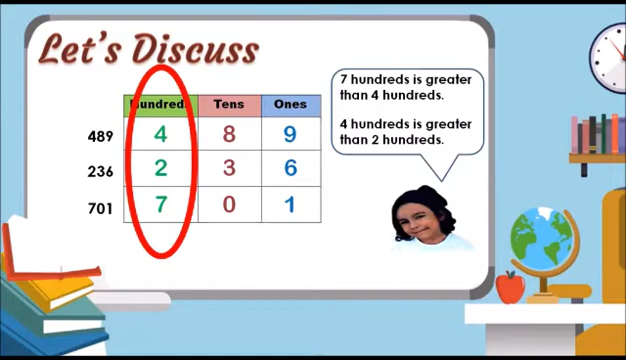 Let's Discuss
Hundreds Tens Ones
489 4 8 9
236 2 3 6
701 7 0 1
7 hundreds is greater
than 4 hundreds.
4 hundreds is greater
than 2 hundreds.